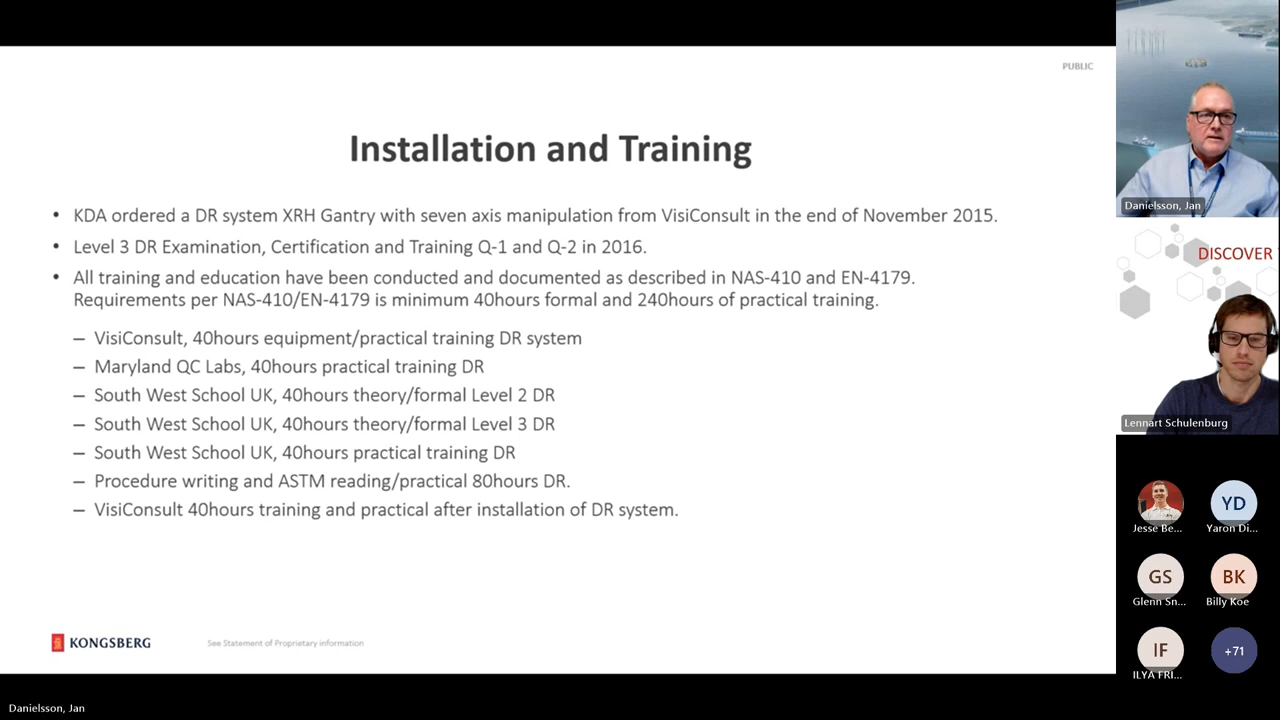 PUBLIC
Installation and Training
• KDA ordered a DR system XRH Gantry with seven axis manipulation from VisiConsult in the end of November 2015.
• Level 3 DR Examination, Certification and Training Q-1 and Q-2 in 2016.
• All training and education have been conducted and documented as described in NAS-410 and EN-4179.
Requirements per NAS-410/EN-4179 is minimum 40hours formal and 240hours of practical training.
– VisiConsult, 40hours equipment/practical training DR system
– Maryland QC Labs, 40hours practical training DR
– South West School UK, 40hours theory/formal Level 2 DR
– South West School UK, 40hours theory/formal Level 3 DR
– South West School UK, 40hours practical training DR
– Procedure writing and ASTM reading/practical 80hours DR.
– VisiConsult 40hours training and practical after installation of DR system.
KONGSBERG
See Statement of Proprietary information
Danielsson, Jan
Danielsson, Jan
DISCOVER
Lennart Schulenburg
Jesse Be...
YD
Yaron Di...
GS
Glenn Sn...
BK
Billy Koe
IF
ILYA FRI...
+71